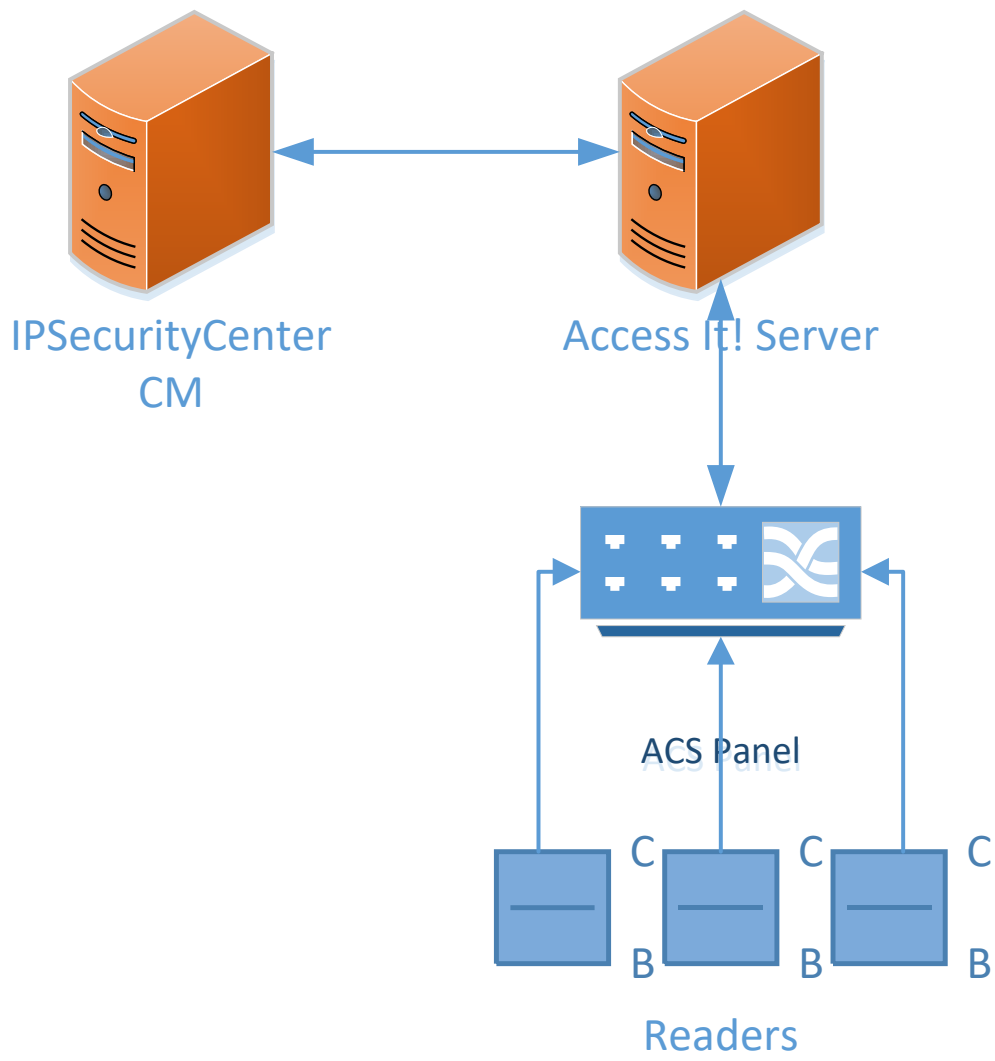 IPSecurityCenter
CM
Access It! Server
ACS Panel
C C C
B B B
Readers